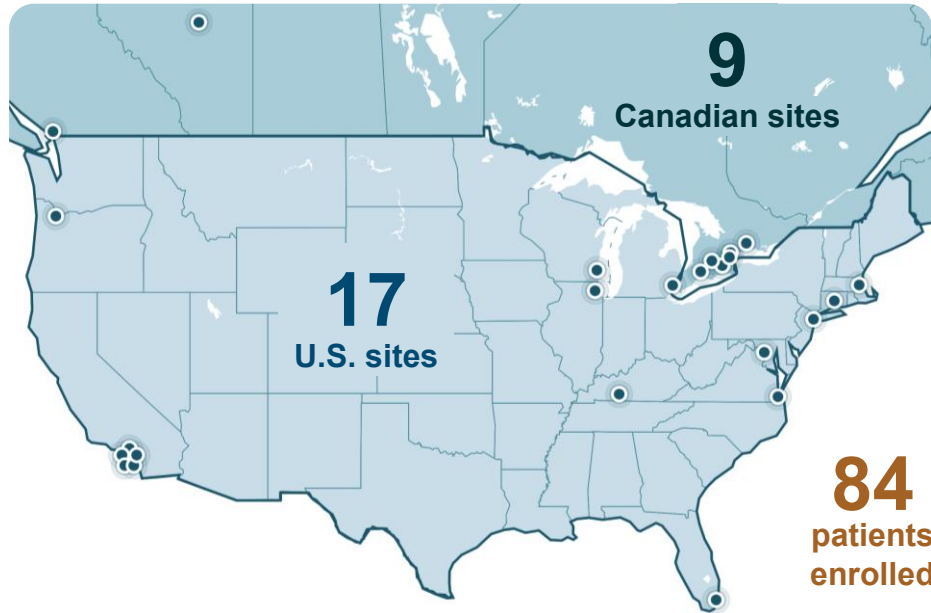 9
Canadian sites
17
U.S. sites
84
patients
enrolled